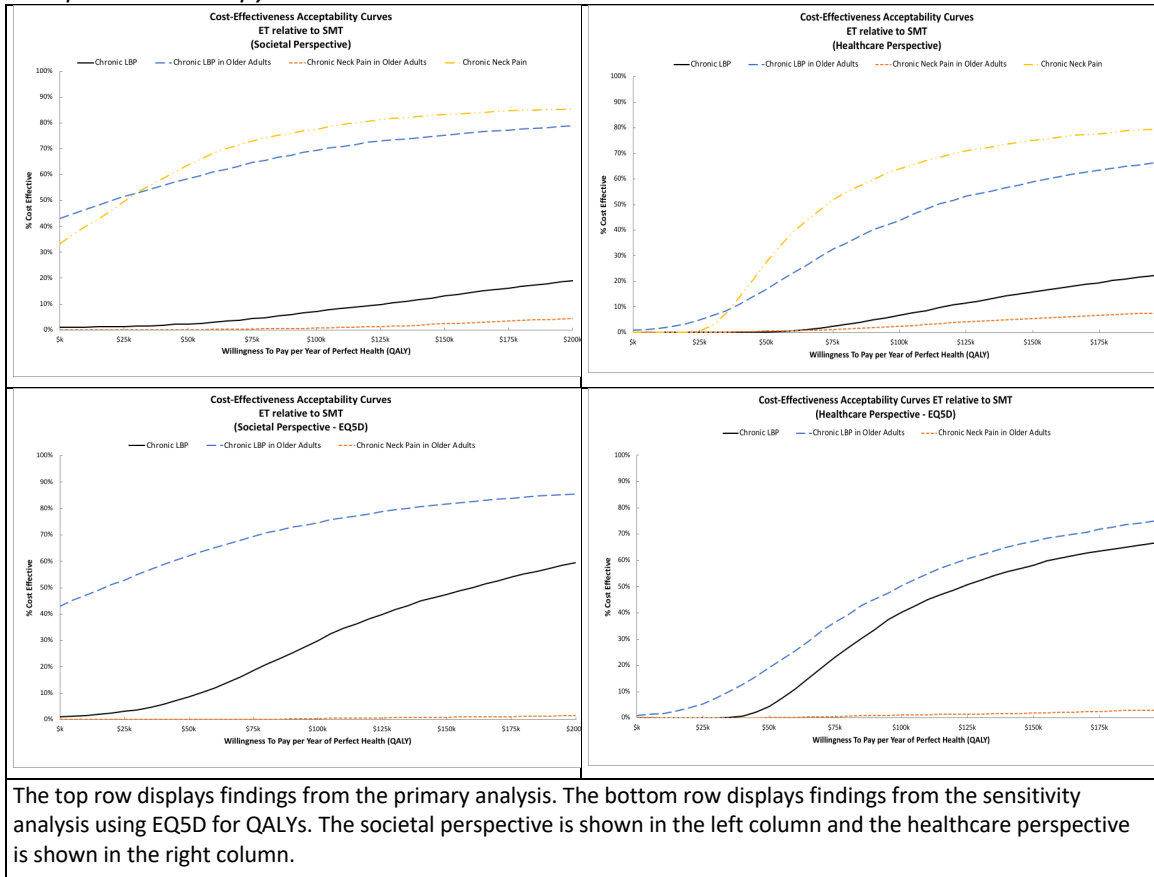 Cost-Effectiveness Acceptability Curves
ET relative to SMT
(Societal Perspective)
Chronic LBP
Chronic LBP in Older Adults
Chronic Neck Pain in Older Adults
Chronic Neck Pain
100%
90%
80%
70%
60%
50%
40%
30%
20%
10%
0%
% Cost Effective
$k
$25k
$50k
$75k
$100k
$125k
$150k
$175k
$200k
Willingness To Pay per Year of Perfect Health (QALY)
Cost-Effectiveness Acceptability Curves
ET relative to SMT
(Healthcare Perspective)
Chronic LBP
Chronic LBP in Older Adults
Chronic Neck Pain in Older Adults
Chronic Neck Pain
100%
90%
80%
70%
60%
50%
40%
30%
20%
10%
0%
% Cost Effective
$k
$25k
$50k
$75k
$100k
$125k
$150k
$175k
Willingness To Pay per Year of Perfect Health (QALY)
Cost-Effectiveness Acceptability Curves
ET relative to SMT
(Societal Perspective - EQ5D)
Chronic LBP
Chronic LBP in Older Adults
Chronic Neck Pain in Older Adults
100%
90%
80%
70%
60%
50%
40%
30%
20%
10%
0%
% Cost Effective
$k
$25k
$50k
$75k
$100k
$125k
$150k
$175k
$200
Willingness To Pay per Year of Perfect Health (QALY)
Cost-Effectiveness Acceptability Curves ET relative to SMT
(Healthcare Perspective - EQ5D)
Chronic LBP
Chronic LBP in Older Adults
Chronic Neck Pain in Older Adults
100%
90%
80%
70%
60%
50%
40%
30%
20%
10%
0%
% Cost Effective
$k
$25k
$50k
$75k
$100k
$125k
$150k
$175k
Willingness To Pay per Year of Perfect Health (QALY)
The top row displays findings from the primary analysis. The bottom row displays findings from the sensitivity
analysis using EQ5D for QALYs. The societal perspective is shown in the left column and the healthcare perspective
is shown in the right column.